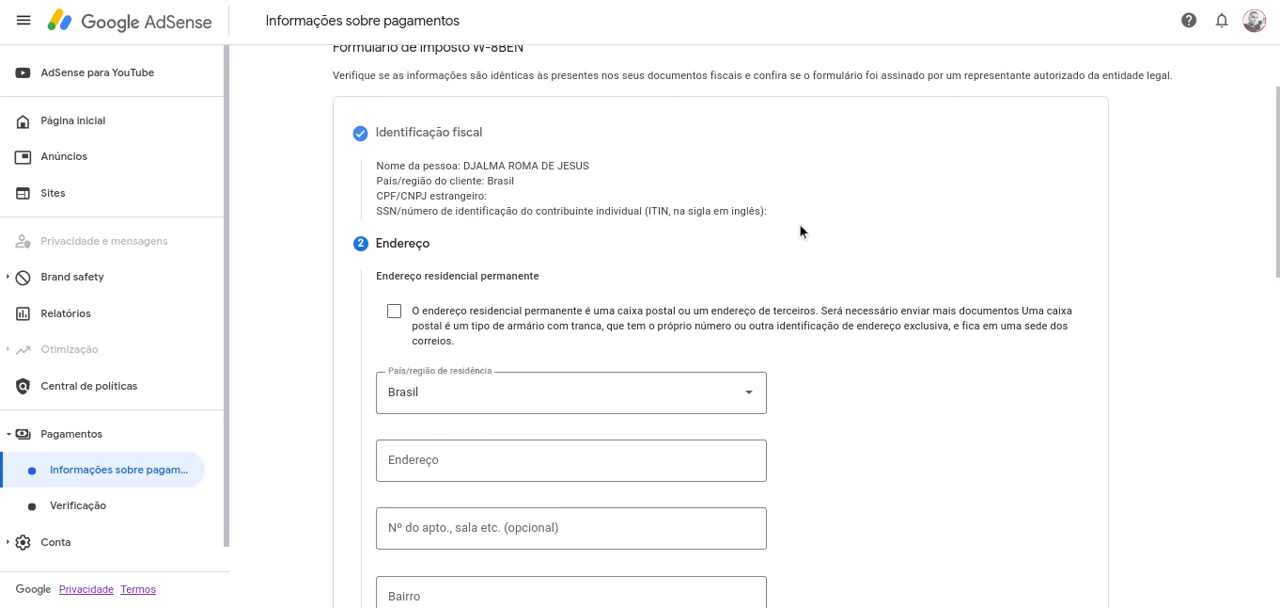 Google AdSense
Informações sobre pagamentos
AdSense para YouTube
Página inicial
Anúncios
Sites
Privacidade e mensagens
Brand safety
Relatórios
Otimização
Central de políticas
Pagamentos
Informações sobre pagam...
Verificação
Conta
Google Privacidade Termos
Formulário de imposto W-8BEN
Verifique se as informações são idênticas às presentes nos seus documentos fiscais e confira se o formulário foi assinado por um representante autorizado da entidade legal.
Identificação fiscal
Nome da pessoa: DJALMA ROMA DE JESUS
País/região do cliente: Brasil
CPF/CNPJ estrangeiro:
SSN/número de identificação do contribuinte individual (ITIN, na sigla em inglês):
2 Endereço
Endereço residencial permanente
O endereço residencial permanente é uma caixa postal ou um endereço de terceiros. Será necessário enviar mais documentos Uma caixa
postal é um tipo de armário com tranca, que tem o próprio número ou outra identificação de endereço exclusiva, e fica em uma sede dos
correios.
País/região de residência
Brasil
Endereço
Nº do apto., sala etc. (opcional)
Bairro